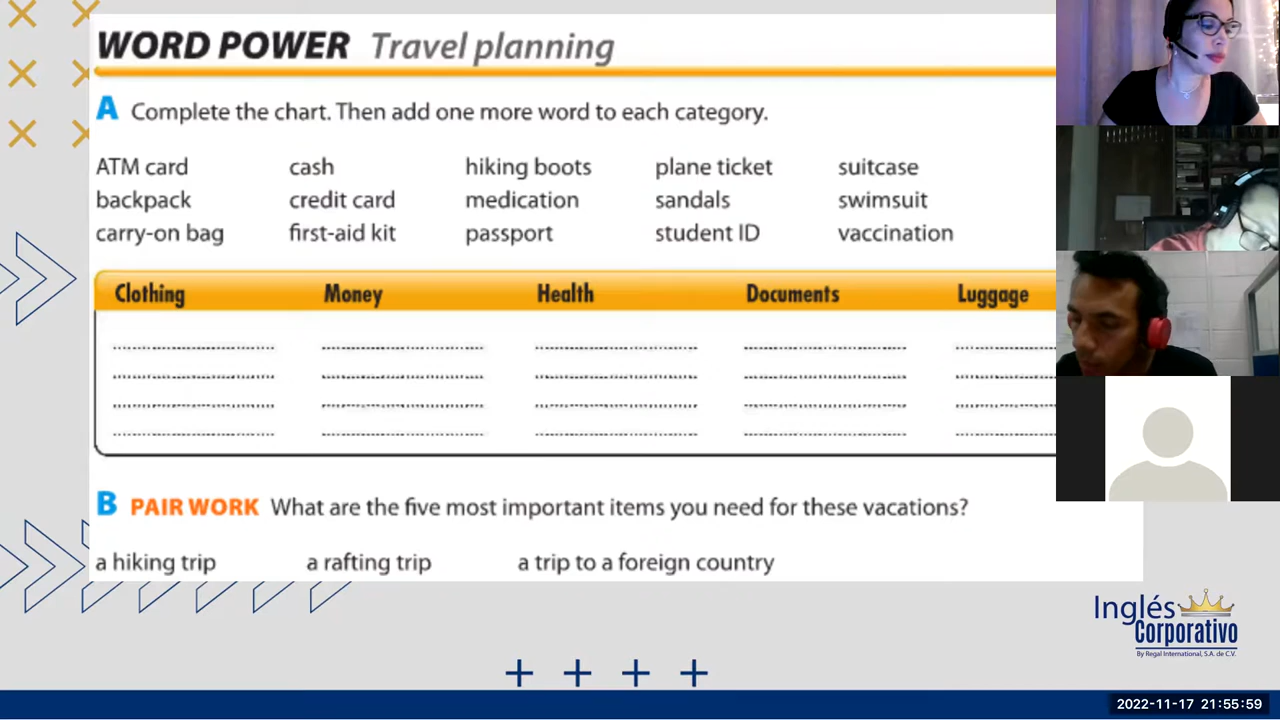 WORD POWER Travel planning
A Complete the chart. Then add one more word to each category.
ATM card cash hiking boots plane ticket suitcase
backpack credit card medication sandals swimsuit
carry-on bag first-aid kit passport student ID vaccination
Clothing Money Health Documents Luggage
B PAIR WORK What are the five most important items you need for these vacations?
a hiking trip a rafting trip a trip to a foreign country
Inglés
Corporativo
By Regal International, S.A. de C.V.
2022-11-17 21:55:59